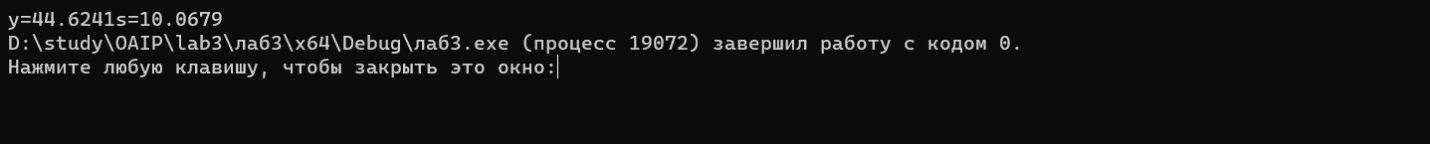 y=44.6241s=10.0679
D:\study\OAIP\lab3\лаб3\x64\Debug\лаб3.exe (процесс 19072) завершил работу с кодом 0.
Нажмите любую клавишу, чтобы закрыть это окно: